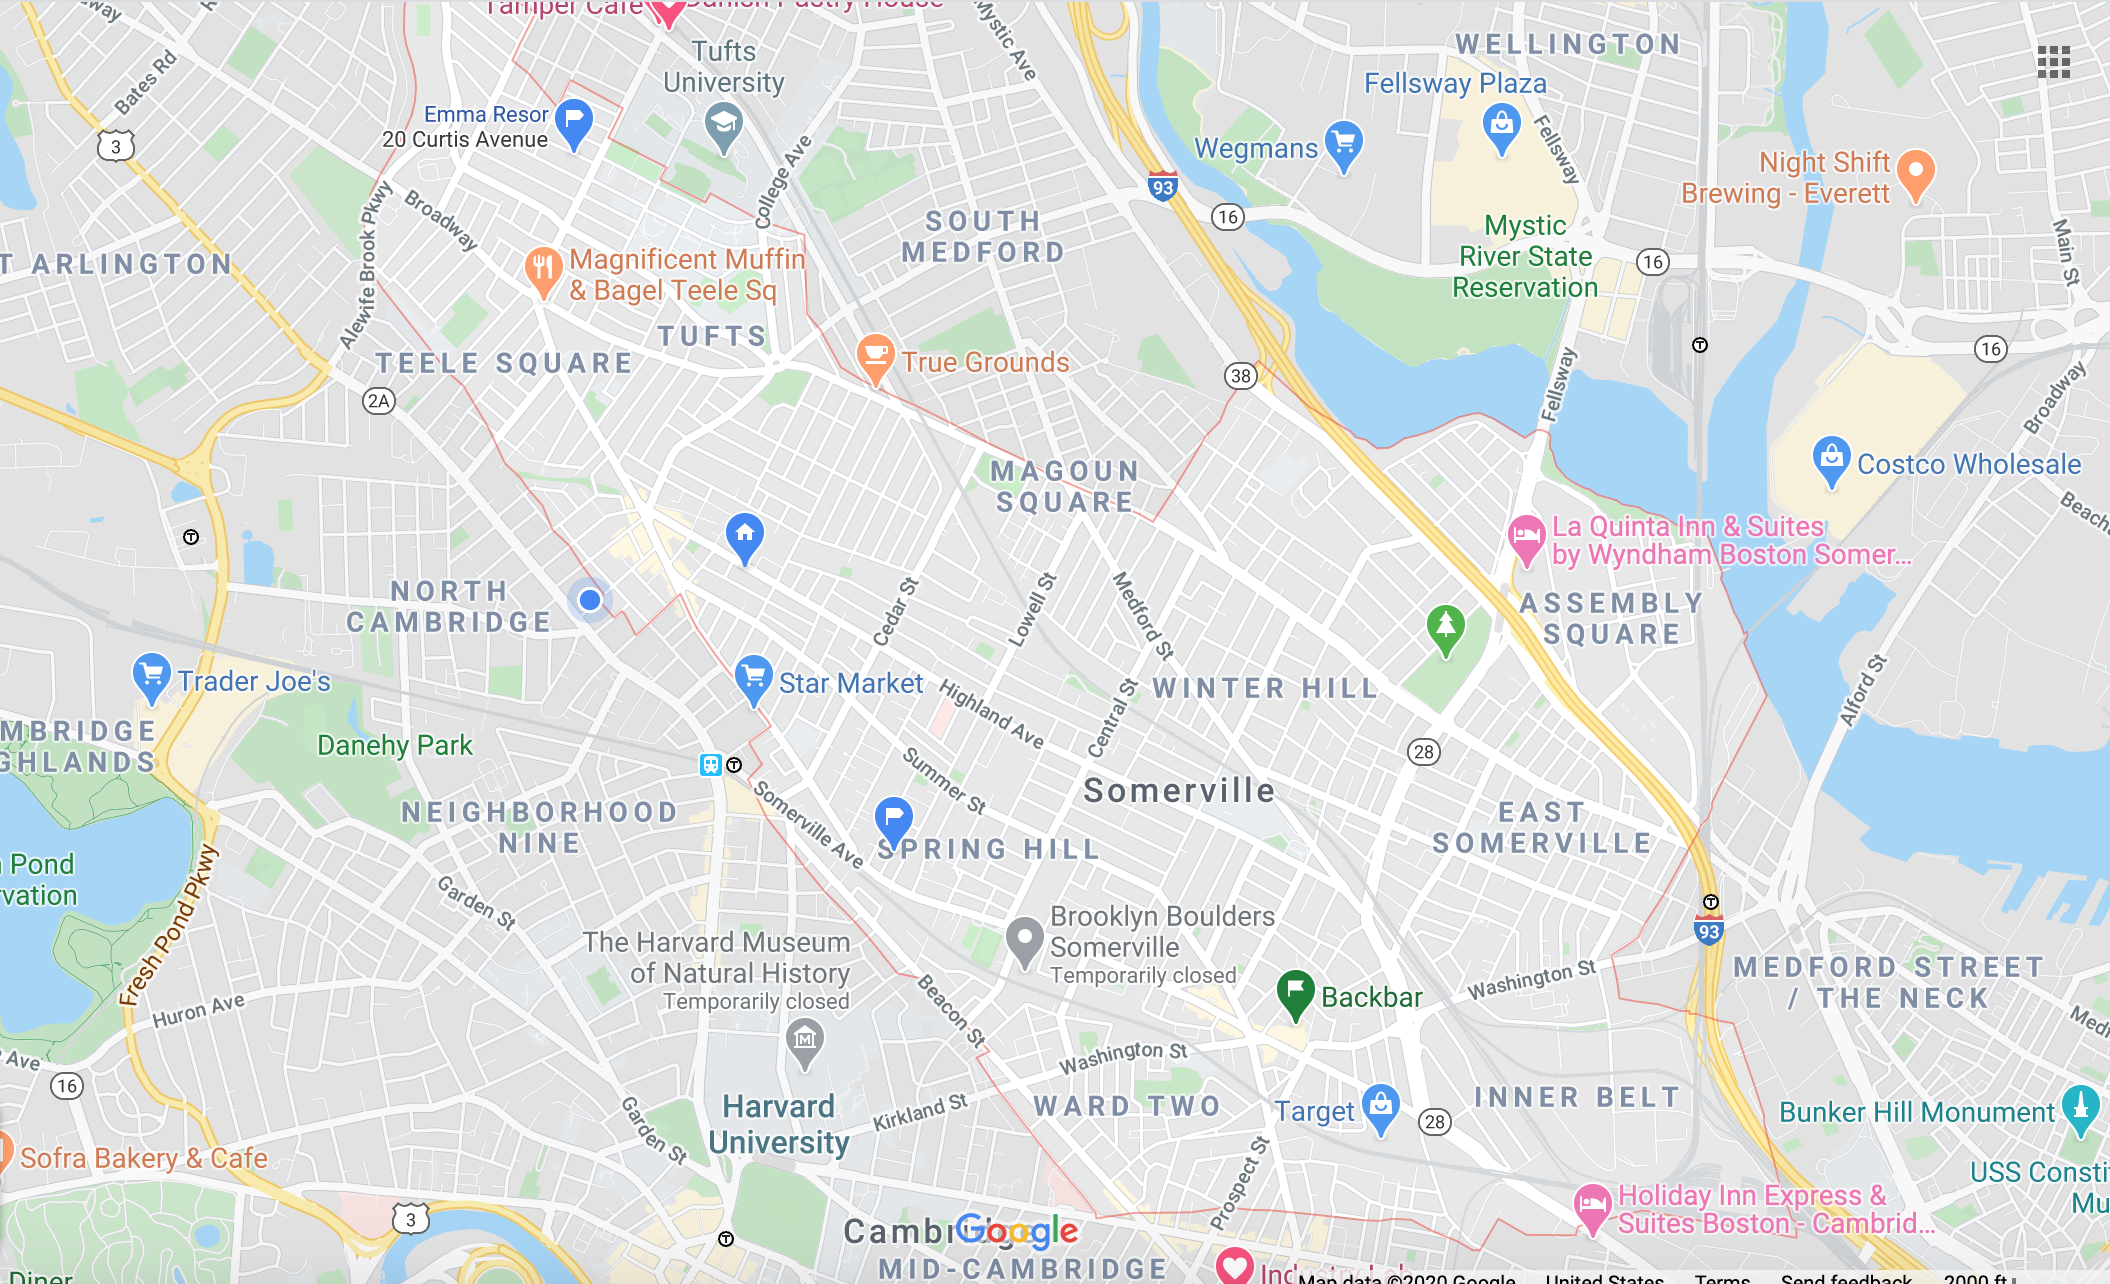 Tamper Cafe
Danish Pastry House
Mystic Ave
Tufts
University
WELLINGTON
Fellsway Plaza
Bates Rd
3
Emma Resor
20 Curtis Avenue
College Ave
93
16
Wegmans
Fellsway
Night Shift
Brewing - Everett
Broadway
Alewife Brook Pkwy
SOUTH
MEDFORD
Mystic
River State
Reservation
16
Main St
T ARLINGTON
Magnificent Muffin
& Bagel Teele Sq
TUFTS
TEELE SQUARE
True Grounds
38
Fellsway
16
Broadway
2A
MAGOUN
SQUARE
Costco Wholesale
La Quinta Inn & Suites
by Wyndham Boston Somer...
NORTH
CAMBRIDGE
Cedar St
Lowell St
Medford St
ASSEMBLY
SQUARE
Trader Joe's
Star Market
Highland Ave
Central St
WINTER HILL
Alford St
MBRIDGE
GHLANDS
Danehy Park
28
Summer St
Somerville
Somerville Ave
NEIGHBORHOOD
NINE
SPRING HILL
EAST
SOMERVILLE
Pond
vation
Fresh Pond Pkwy
Garden St
The Harvard Museum
of Natural History
Temporarily closed
Brooklyn Boulders
Somerville
Temporarily closed
93
Washington St
MEDFORD STREET
/ THE NECK
Backbar
Huron Ave
Beacon St
Ave
16
Washington St
Medf
Harvard
University
Kirkland St
WARD TWO
Target
28
INNER BELT
Bunker Hill Monument
Garden St
Sofra Bakery & Cafe
Prospect St
USS Constit
Mu
Holiday Inn Express &
Suites Boston - Cambrid...
3
Google
MID-CAMBRIDGE
Diner
Map data ©2020 Google
United States
Terms
Send feedback
2000 ft